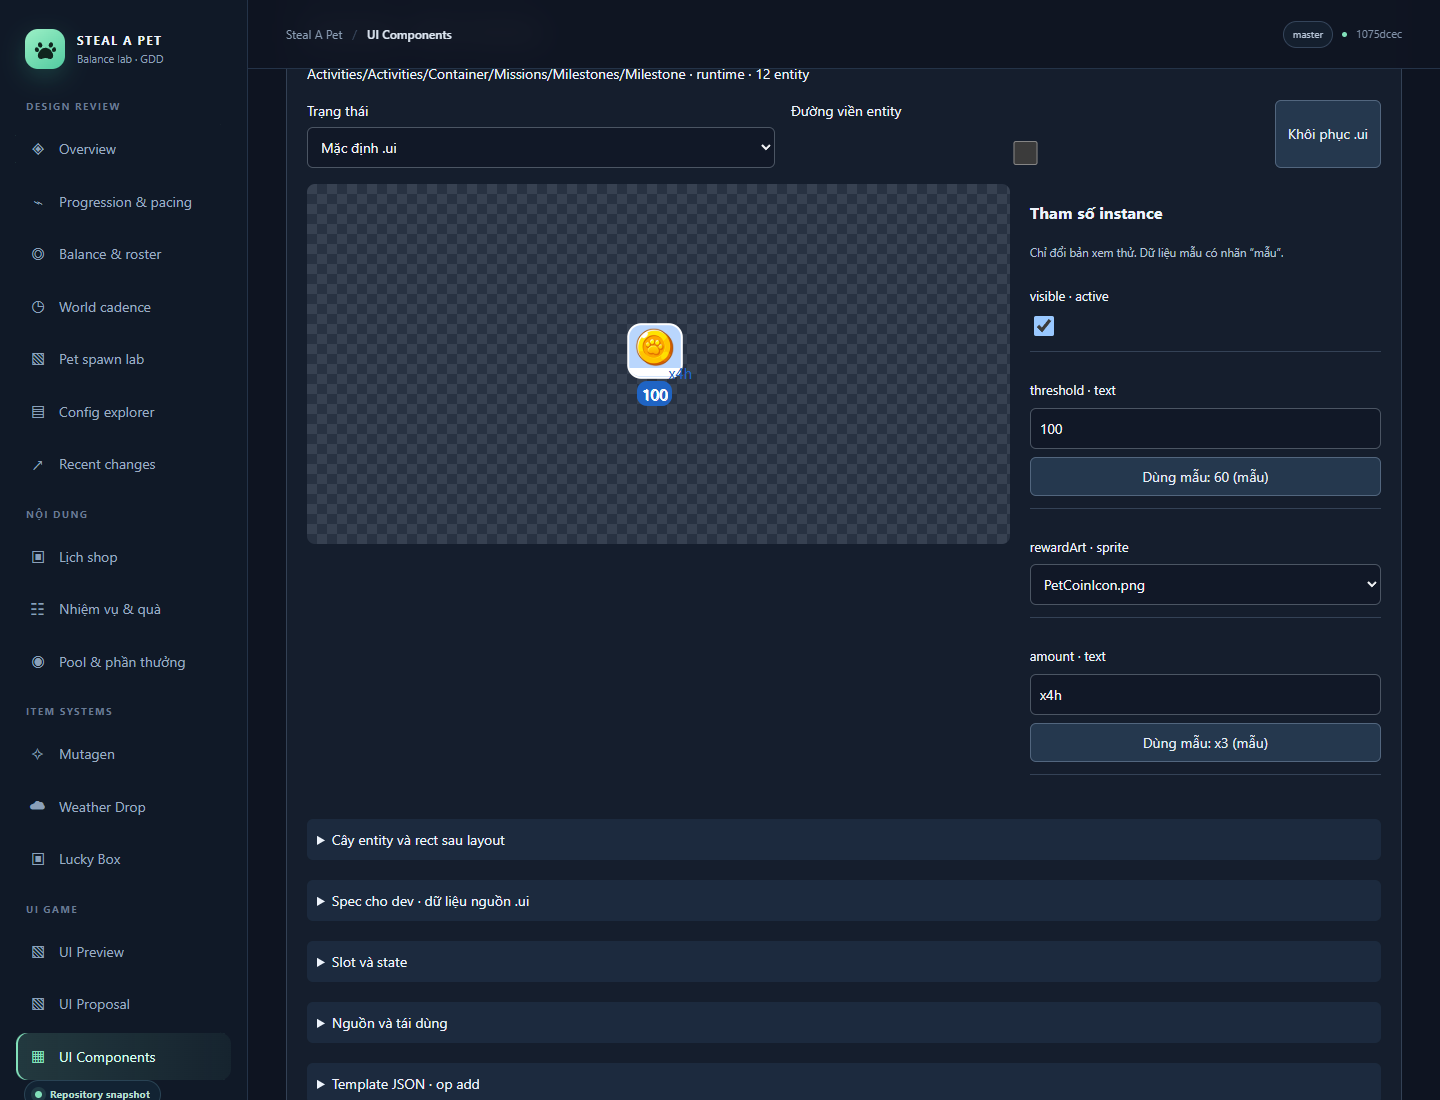 STEAL A PET
Balance lab · GDD
DESIGN REVIEW
Overview
Progression & pacing
Balance & roster
World cadence
Pet spawn lab
Config explorer
Recent changes
NỘI DUNG
Lịch shop
Nhiệm vụ & quà
Pool & phần thưởng
ITEM SYSTEMS
Mutagen
Weather Drop
Lucky Box
UI GAME
UI Preview
UI Proposal
UI Components
Repository snapshot
Steal A Pet / UI Components
master
1075dcec
Activities/Activities/Container/Missions/Milestones/Milestone · runtime · 12 entity
Trạng thái
Mặc định .ui
Đường viền entity
Khôi phục .ui
x4h
100
Tham số instance
Chỉ đổi bản xem thử. Dữ liệu mẫu có nhãn “mẫu”.
visible · active
threshold · text
100
Dùng mẫu: 60 (mẫu)
rewardArt · sprite
PetCoinIcon.png
amount · text
x4h
Dùng mẫu: x3 (mẫu)
Cây entity và rect sau layout
Spec cho dev · dữ liệu nguồn .ui
Slot và state
Nguồn và tái dùng
Template JSON · op add